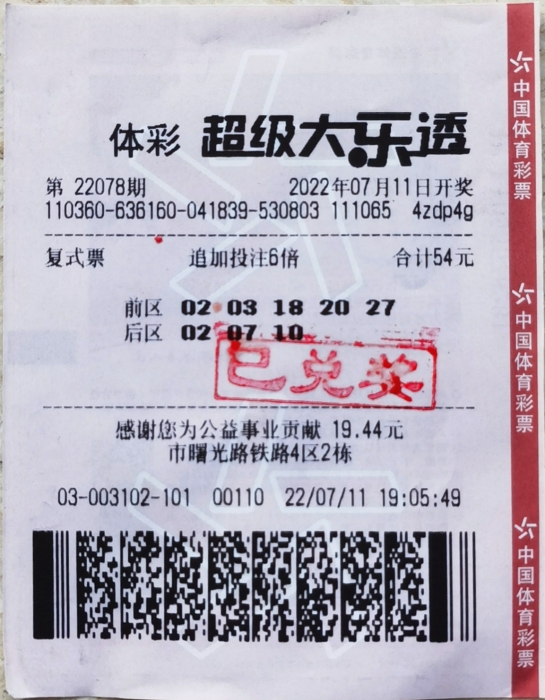 体彩 超级大乐透
第 22078期 2022年07月11日开奖
110360-636160-041839-530803 111065 4zdp4g
复式票 追加投注6倍 合计54元
前区 02 03 18 20 27
后区 02 07 10
已兑奖
感谢您为公益事业贡献 19.44元
市曙光路铁路4区2栋
03-003102-101 00110 22/07/11 19:05:49
中国体育彩票
中国体育彩票
中国体育彩票